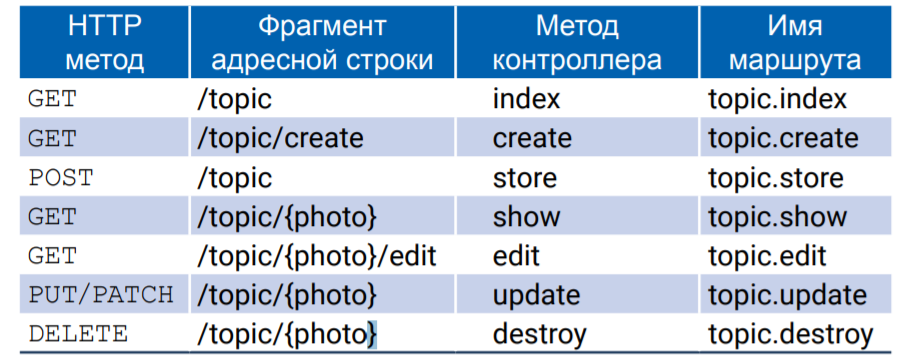 HTTP метод Фрагмент адресной строки Метод контроллера Имя маршрута
GET /topic index topic.index
GET /topic/create create topic.create
POST /topic store topic.store
GET /topic/{photo} show topic.show
GET /topic/{photo}/edit edit topic.edit
PUT/PATCH /topic/{photo} update topic.update
DELETE /topic/{photo} destroy topic.destroy